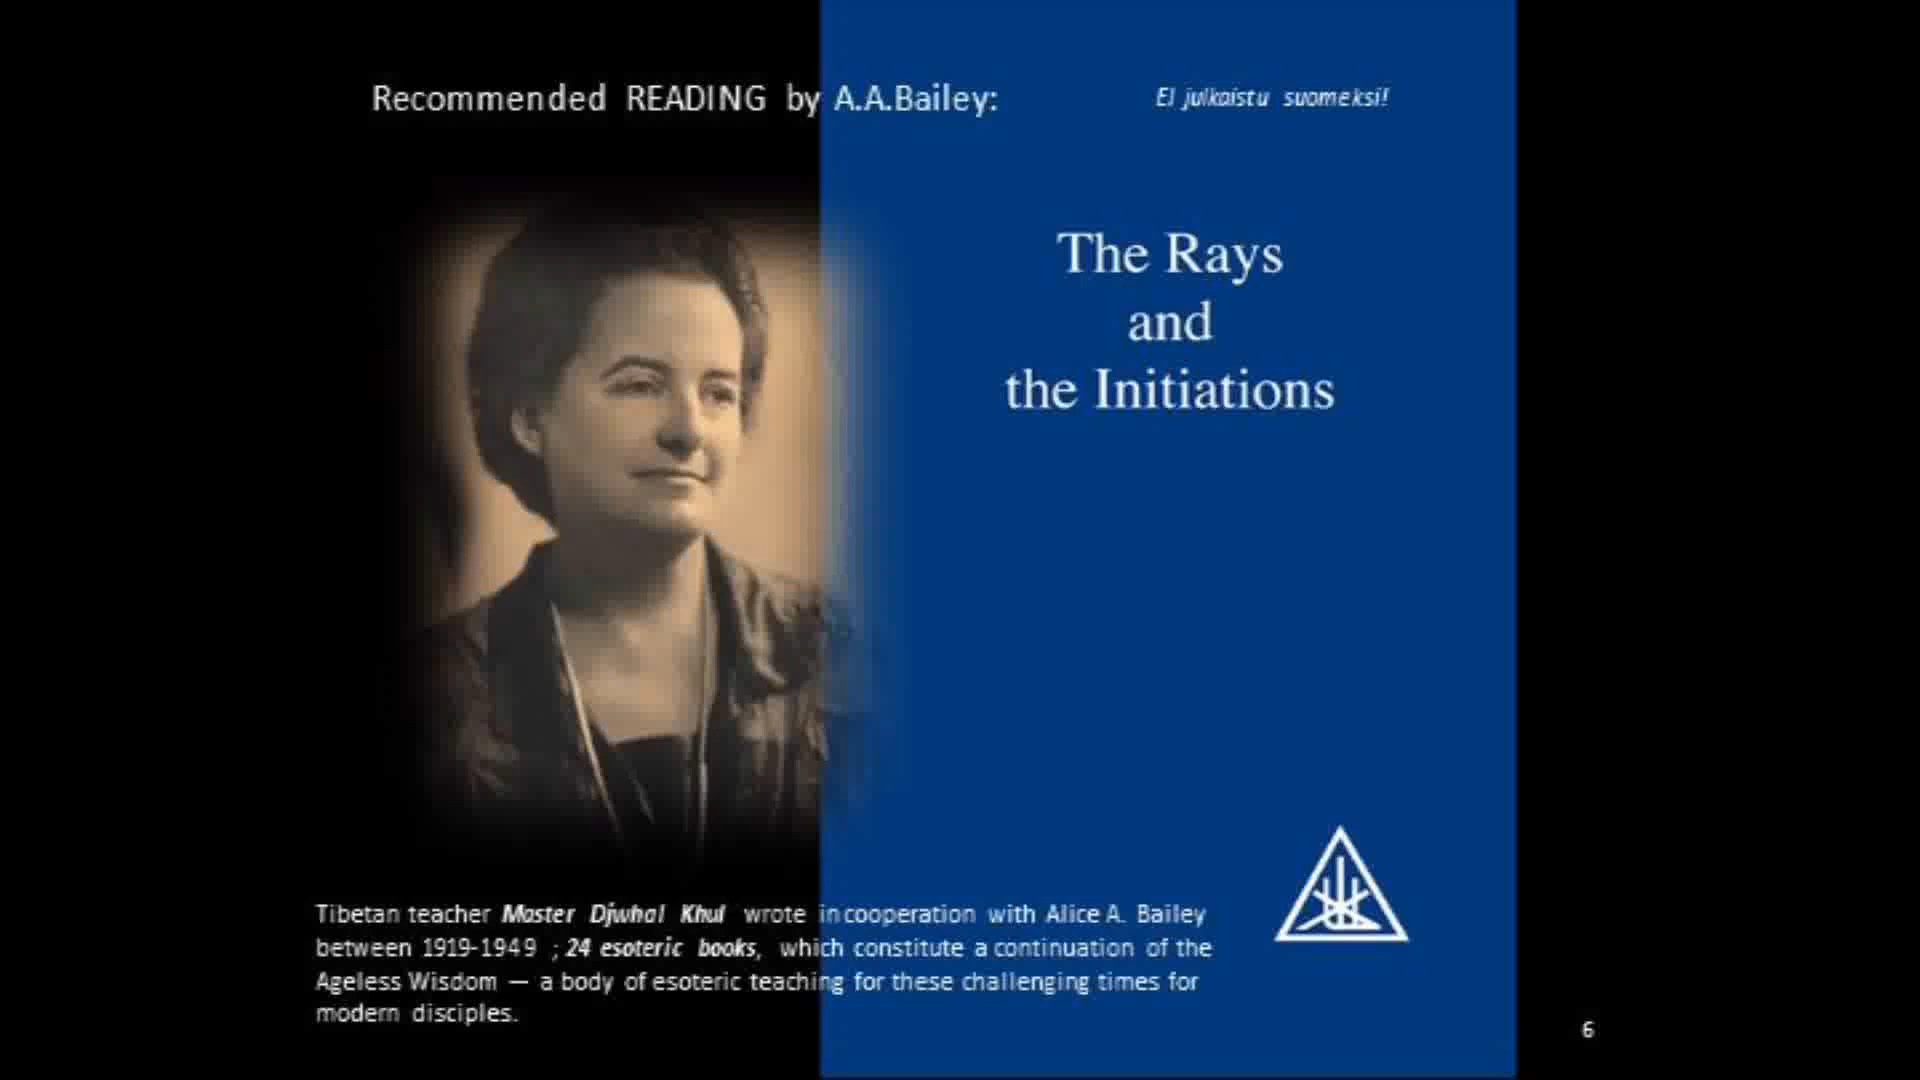 Recommended READING by A.A.Bailey:
EI julkaistu suomeksi!
The Rays
and
the Initiations
Tibetan teacher Master Djwhal Khul wrote in cooperation with Alice A. Bailey
between 1919-1949 ; 24 esoteric books, which constitute a continuation of the
Ageless Wisdom — a body of esoteric teaching for these challenging times for
modern disciples.
6